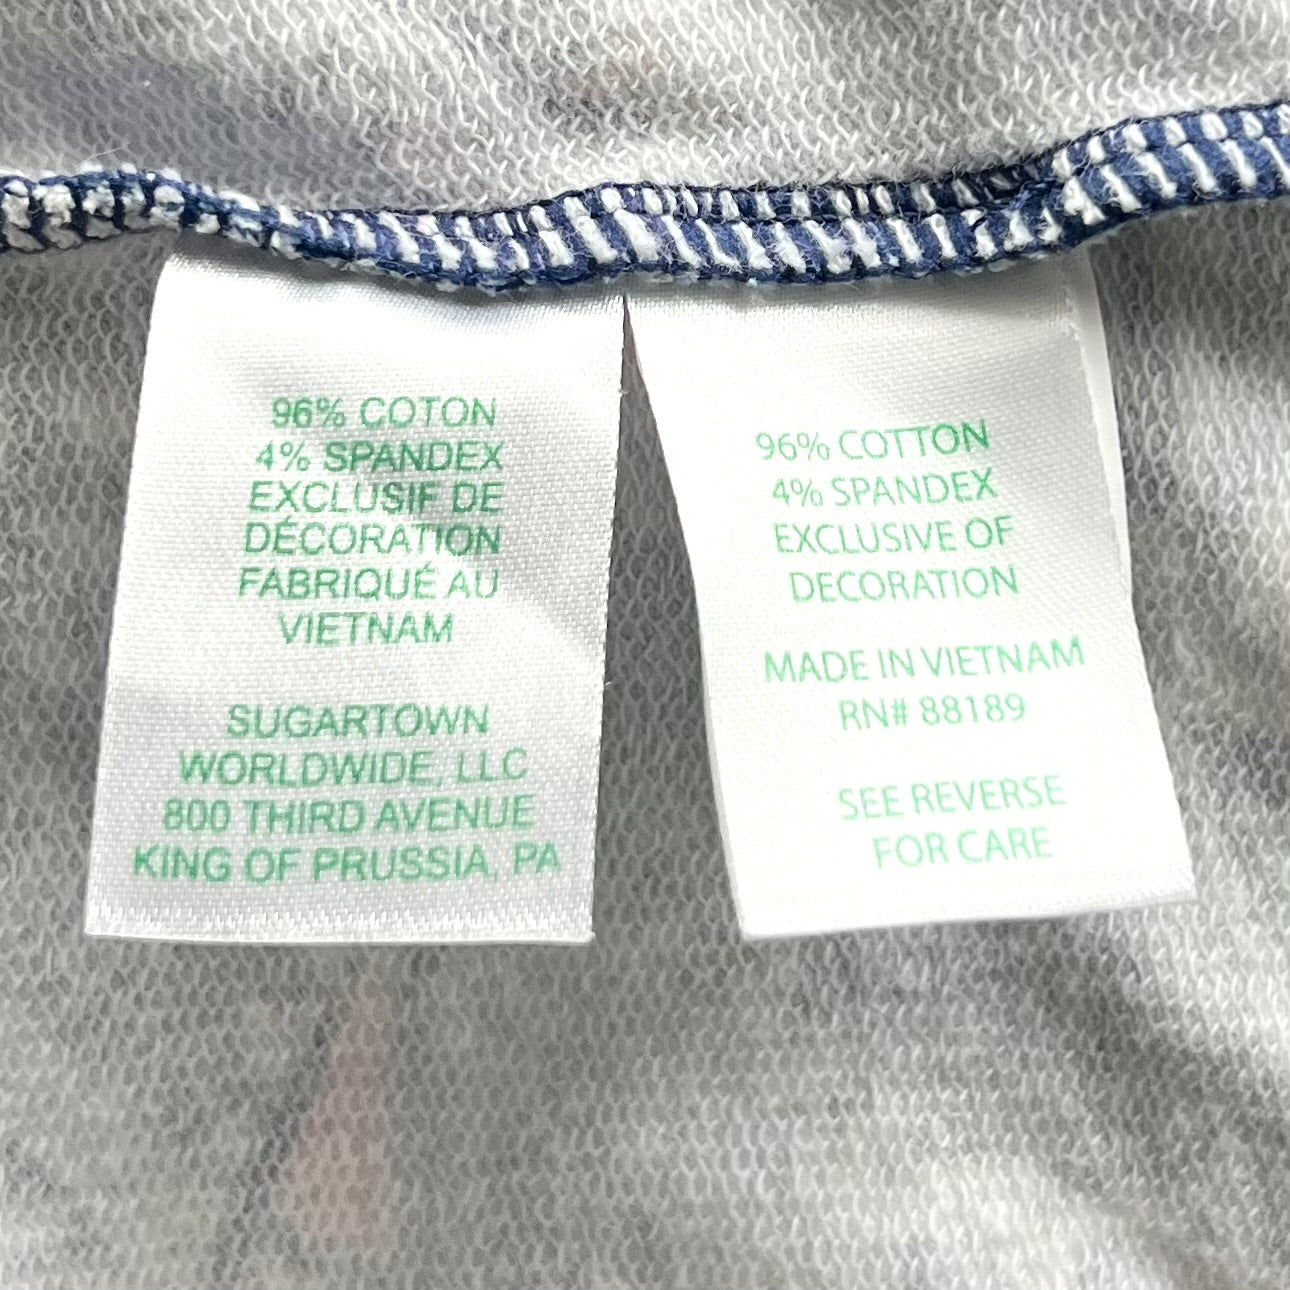 96% COTON
4% SPANDEX
EXCLUSIF DE
DÉCORATION
FABRIQUÉ AU
VIETNAM
SUGARTOWN
WORLDWIDE, LLC
800 THIRD AVENUE
KING OF PRUSSIA, PA
96% COTTON
4% SPANDEX
EXCLUSIVE OF
DECORATION
MADE IN VIETNAM
RN# 88189
SEE REVERSE
FOR CARE